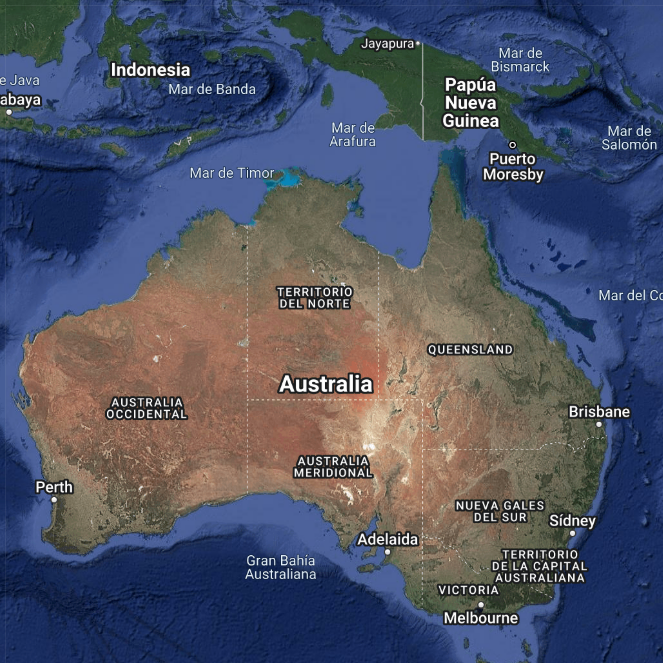 Jayapura
Mar de
Bismarck
Indonesia
e Java
Mar de Banda
Papúa
Nueva
Guinea
abaya
Mar de
Arafura
Mar de
Salomón
Puerto
Moresby
Mar de Timor
TERRITORIO
DEL NORTE
Mar del Co
QUEENSLAND
Australia
AUSTRALIA
OCCIDENTAL
Brisbane
AUSTRALIA
MERIDIONAL
Perth
NUEVA GALES
DEL SUR
Sídney
Adelaida
TERRITORIO
DE LA CAPITAL
AUSTRALIANA
Gran Bahía
Australiana
VICTORIA
Melbourne